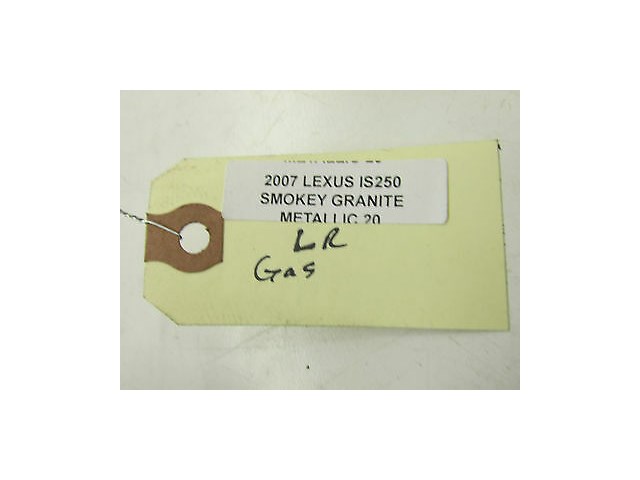 2007 LEXUS IS250
SMOKEY GRANITE
METALLIC 20
LR
Gas